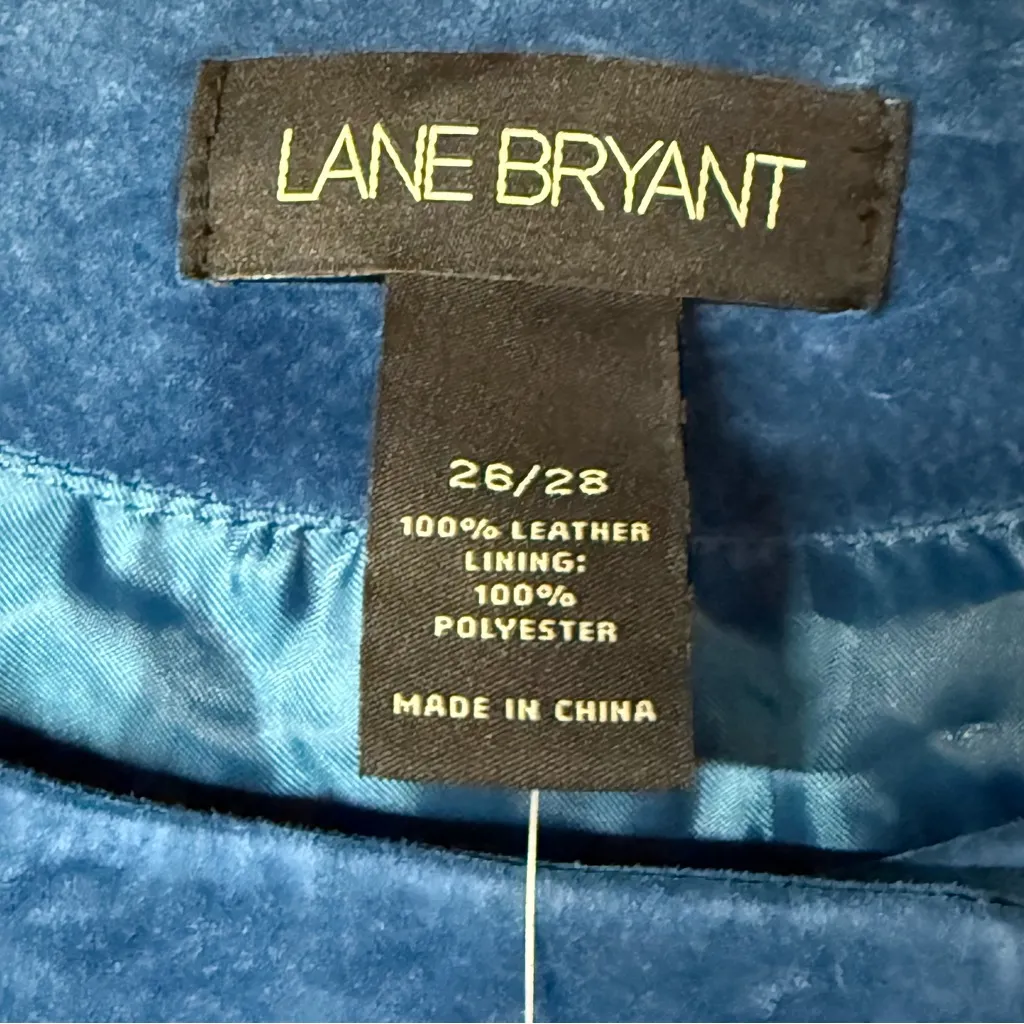 LANE BRYANT
26/28
100% LEATHER
LINING:
100%
POLYESTER
MADE IN CHINA